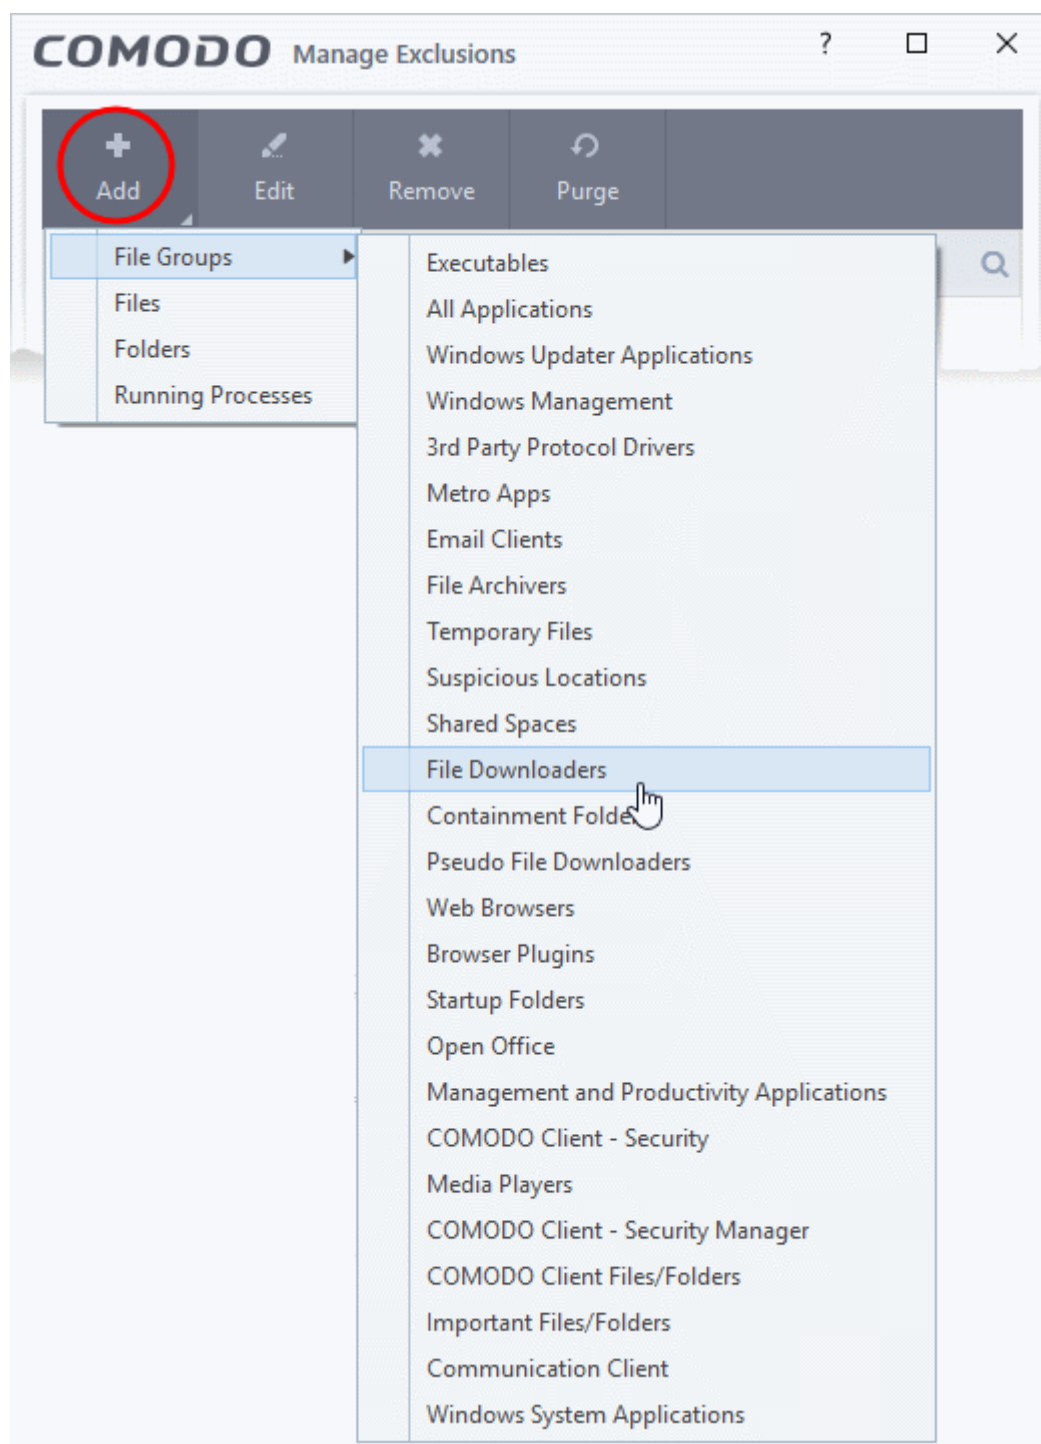 COMODO Manage Exclusions ?
Add Edit Remove Purge
File Groups
Files
Folders
Running Processes
Executables
All Applications
Windows Updater Applications
Windows Management
3rd Party Protocol Drivers
Metro Apps
Email Clients
File Archivers
Temporary Files
Suspicious Locations
Shared Spaces
File Downloaders
Containment
Pseudo File Downloaders
Web Browsers
Browser Plugins
Startup Folders
Open Office
Management and Productivity Applications
COMODO Client - Security
Media Players
COMODO Client - Security Manager
COMODO Client Files/Folders
Important Files/Folders
Communication Client
Windows System Applications